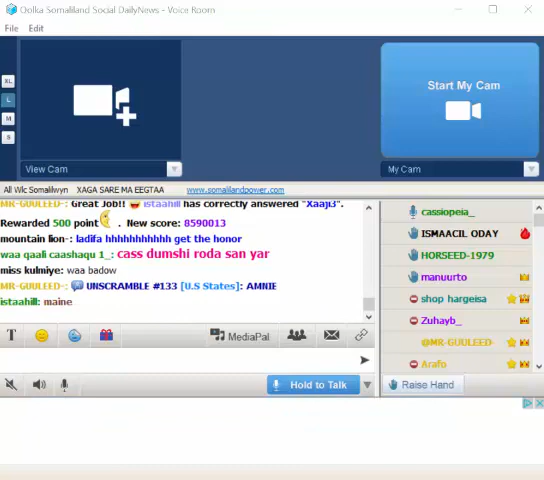 Oolka Somaliland Social DailyNews - Voice Room
File Edit
XL
L
M
S
Start My Cam
View Cam
My Cam
All Wlc Somalilwyn XAGA SARE MA EEGTAA www.somalilandpower.com
MR-GUULEED-: Great Job!! istaahill has correctly answered "Xaaji3".
Rewarded 500 point . New score: 8590013
mountain lion-: ladifa hhhhhhhhhhh get the honor
waa qaali caashaqu 1_: cass dumshi roda san yar
miss kulmiye: waa badow
MR-GUULEED-: UNSCRAMBLE #133 [U.S States]: AMNIE
istaahill: maine
cassiopeia_
ISMAACIL ODAY
HORSEED-1979
manuurto
shop hargeisa
Zuhayb_
@MR-GUULEED-
Arafo
T
MediaPal
Hold to Talk
Raise Hand